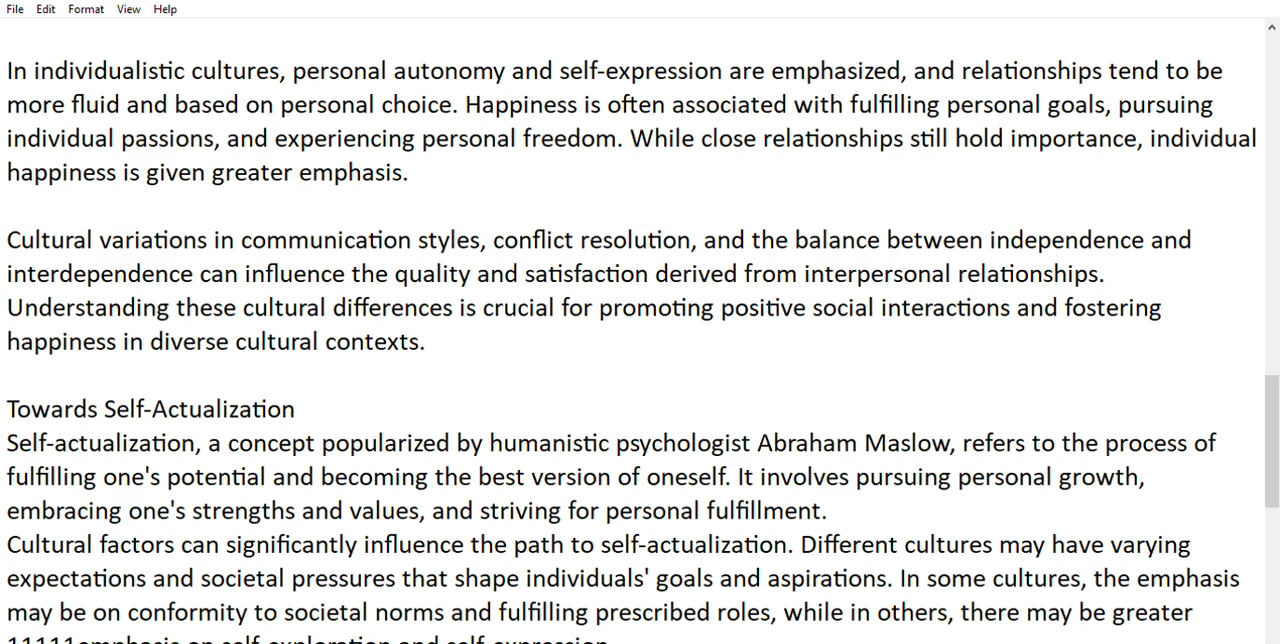 File Edit Format View Help
In individualistic cultures, personal autonomy and self-expression are emphasized, and relationships tend to be
more fluid and based on personal choice. Happiness is often associated with fulfilling personal goals, pursuing
individual passions, and experiencing personal freedom. While close relationships still hold importance, individual
happiness is given greater emphasis.
Cultural variations in communication styles, conflict resolution, and the balance between independence and
interdependence can influence the quality and satisfaction derived from interpersonal relationships.
Understanding these cultural differences is crucial for promoting positive social interactions and fostering
happiness in diverse cultural contexts.
Towards Self-Actualization
Self-actualization, a concept popularized by humanistic psychologist Abraham Maslow, refers to the process of
fulfilling one's potential and becoming the best version of oneself. It involves pursuing personal growth,
embracing one's strengths and values, and striving for personal fulfillment.
Cultural factors can significantly influence the path to self-actualization. Different cultures may have varying
expectations and societal pressures that shape individuals' goals and aspirations. In some cultures, the emphasis
may be on conformity to societal norms and fulfilling prescribed roles, while in others, there may be greater
11111emphasis on self-exploration and self-expression.